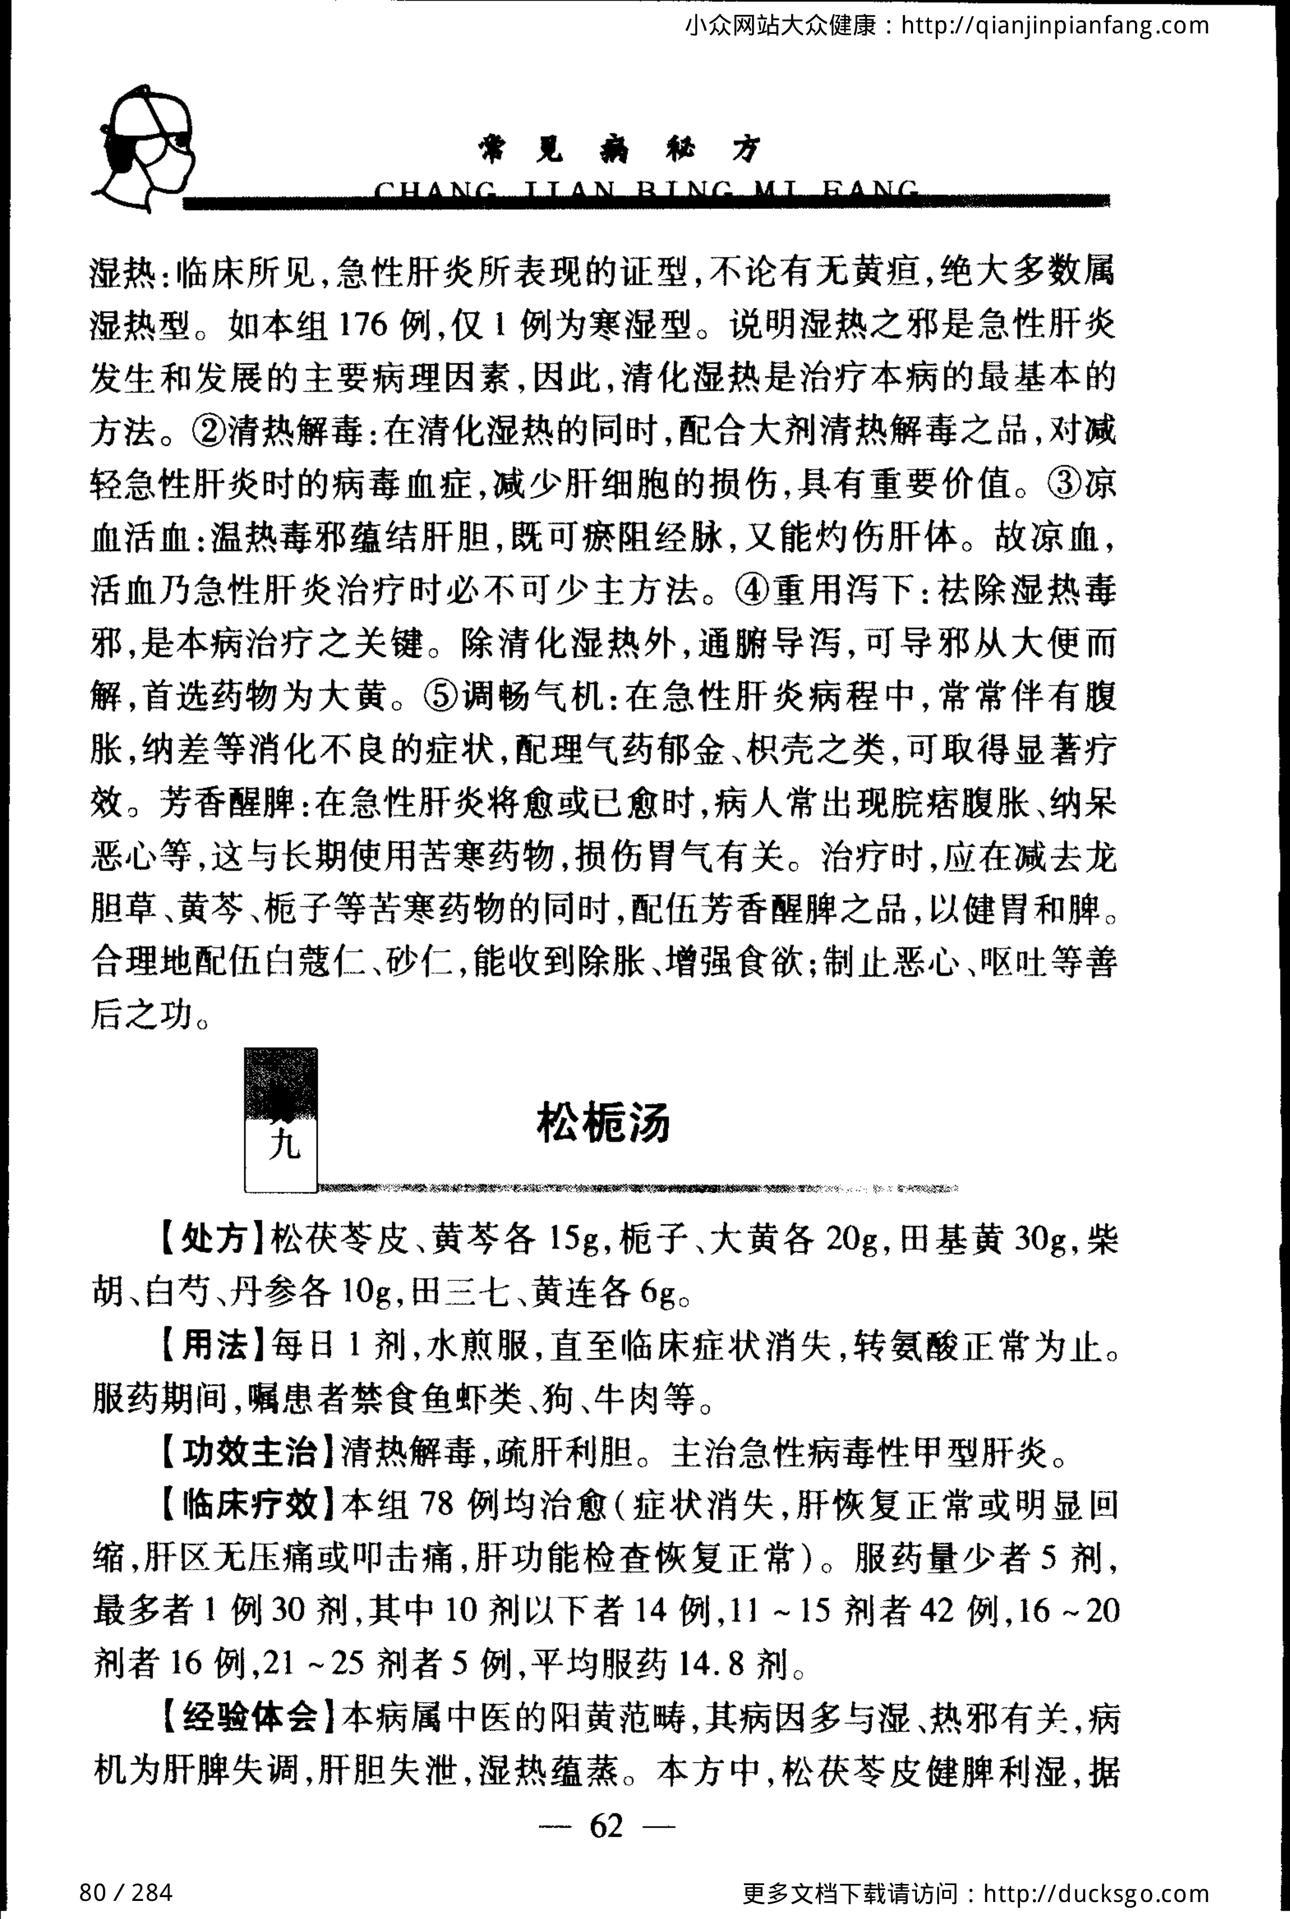 小众网站大众健康：http://qianjinpianfang.com
常见病秘方
CHANG JIAN BING MI FANG
湿热：临床所见，急性肝炎所表现的证型，不论有无黄疸，绝大多数属
湿热型。如本组 176 例，仅 1 例为寒湿型。说明湿热之邪是急性肝炎
发生和发展的主要病理因素，因此，清化湿热是治疗本病的最基本的
方法。②清热解毒：在清化湿热的同时，配合大剂清热解毒之品，对减
轻急性肝炎时的病毒血症，减少肝细胞的损伤，具有重要价值。③凉
血活血：温热毒邪蕴结肝胆，既可瘀阻经脉，又能灼伤肝体。故凉血，
活血乃急性肝炎治疗时必不可少主方法。④重用泻下：祛除湿热毒
邪，是本病治疗之关键。除清化湿热外，通腑导泻，可导邪从大便而
解，首选药物为大黄。⑤调畅气机：在急性肝炎病程中，常常伴有腹
胀，纳差等消化不良的症状，配理气药郁金、枳壳之类，可取得显著疗
效。芳香醒脾：在急性肝炎将愈或已愈时，病人常出现脘痞腹胀、纳呆
恶心等，这与长期使用苦寒药物，损伤胃气有关。治疗时，应在减去龙
胆草、黄芩、栀子等苦寒药物的同时，配伍芳香醒脾之品，以健胃和脾。
合理地配伍白蔻仁、砂仁，能收到除胀、增强食欲；制止恶心、呕吐等善
后之功。
九
松栀汤
【处方】松茯苓皮、黄芩各 15g，栀子、大黄各 20g，田基黄 30g，柴
胡、白芍、丹参各 10g，田三七、黄连各 6g。
【用法】每日 1 剂，水煎服，直至临床症状消失，转氨酸正常为止。
服药期间，嘱患者禁食鱼虾类、狗、牛肉等。
【功效主治】清热解毒，疏肝利胆。主治急性病毒性甲型肝炎。
【临床疗效】本组 78 例均治愈（症状消失，肝恢复正常或明显回
缩，肝区无压痛或叩击痛，肝功能检查恢复正常）。服药量少者 5 剂，
最多者 1 例 30 剂，其中 10 剂以下者 14 例，11～15 剂者 42 例，16～20
剂者 16 例，21～25 剂者 5 例，平均服药 14.8 剂。
【经验体会】本病属中医的阳黄范畴，其病因多与湿、热邪有关，病
机为肝脾失调，肝胆失泄，湿热蕴蒸。本方中，松茯苓皮健脾利湿，据
— 62 —
80 / 284
更多文档下载请访问：http://ducksgo.com